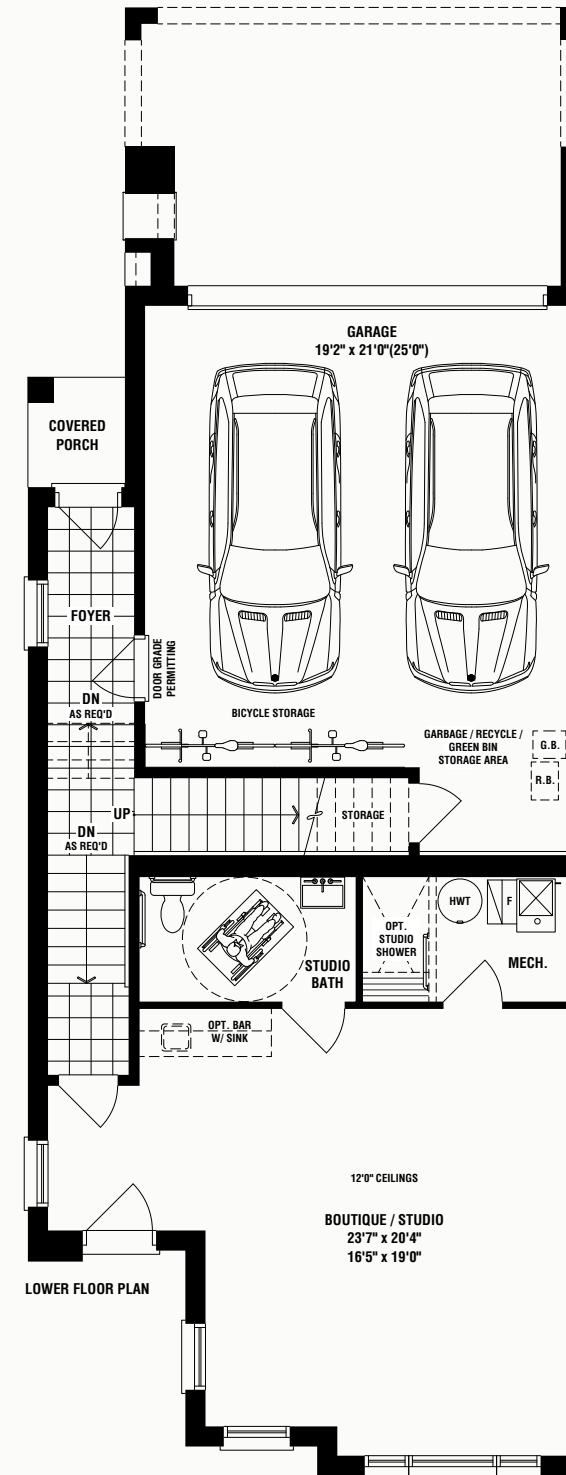 GARAGE
19'2" x 21'0"(25'0")
COVERED
PORCH
FOYER
DOOR GRADE
PERMITTING
DN
AS REQ'D
BICYCLE STORAGE
GARBAGE / RECYCLE /
GREEN BIN
STORAGE AREA
G.B.
R.B.
UP
STORAGE
DN
AS REQ'D
HWT
F
OPT.
STUDIO
SHOWER
MECH.
STUDIO
BATH
OPT. BAR
W/ SINK
12'0" CEILINGS
BOUTIQUE / STUDIO
23'7" x 20'4"
16'5" x 19'0"
LOWER FLOOR PLAN